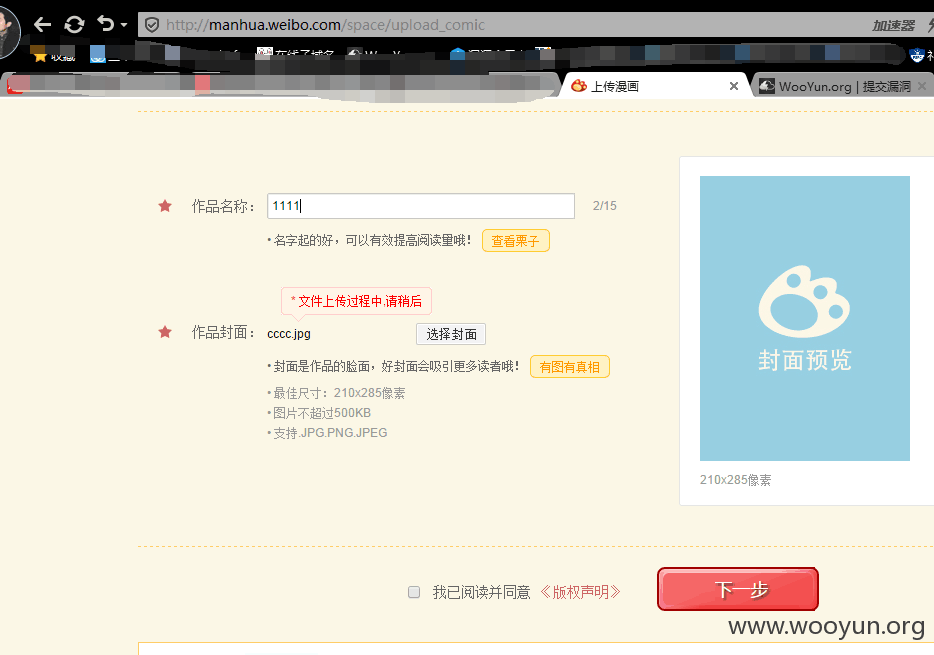 http://manhua.weibo.com/space/upload_comic
加速器
收藏
上传漫画
WooYun.org | 提交漏洞
作品名称：
1111
2/15
•名字起的好，可以有效提高阅读量哦！
查看栗子
*文件上传过程中,请稍后
作品封面：
cccc.jpg
选择封面
•封面是作品的脸面，好封面会吸引更多读者哦！
有图有真相
•最佳尺寸：210x285像素
•图片不超过500KB
•支持.JPG.PNG.JPEG
封面预览
210x285像素
我已阅读并同意
《版权声明》
下一步
www.wooyun.org